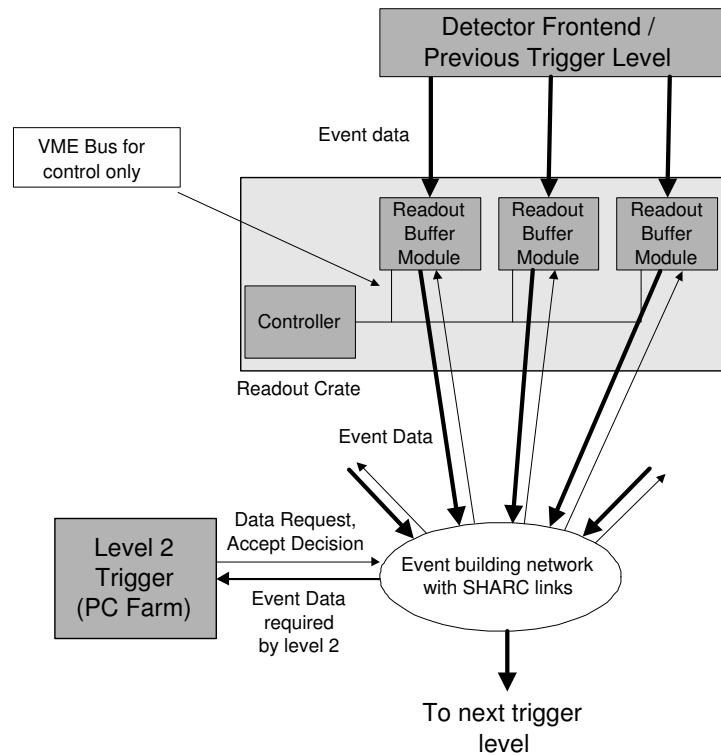 Detector Frontend /
Previous Trigger Level
Event data
VME Bus for
control only
Readout
Buffer
Module
Readout
Buffer
Module
Readout
Buffer
Module
Controller
Readout Crate
Event Data
Data Request,
Accept Decision
Level 2
Trigger
(PC Farm)
Event building network
with SHARC links
Event Data
required
by level 2
To next trigger
level